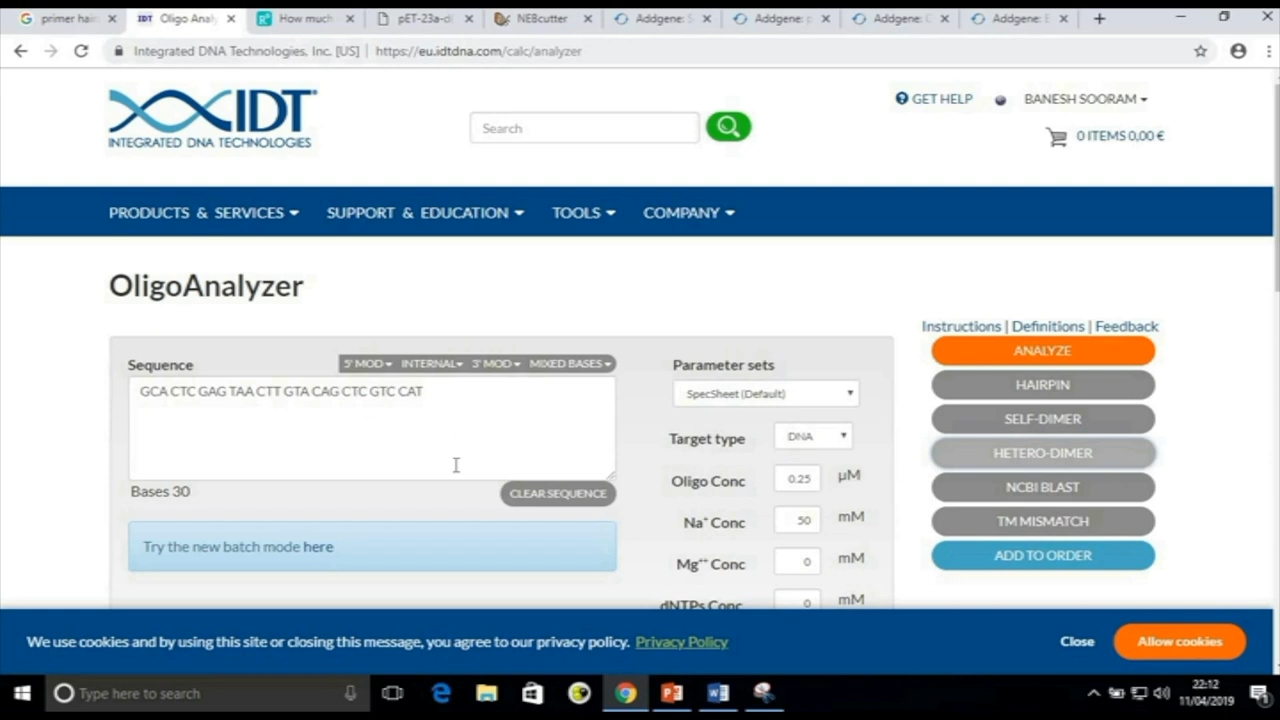 primer hair
IDT Oligo Anal
How much
pET-23a-d
NEBcutter
Addgene: S
Addgene: p
Addgene:
Addgene:
Integrated DNA Technologies, Inc. [US] | https://eu.idtdna.com/calc/analyzer
IDT
INTEGRATED DNA TECHNOLOGIES
Search
GET HELP
BANESH SOORAM
0 ITEMS 0,00 €
PRODUCTS & SERVICES
SUPPORT & EDUCATION
TOOLS
COMPANY
OligoAnalyzer
Instructions | Definitions | Feedback
Sequence
5' MOD
INTERNAL
3' MOD
MIXED BASES
GCA CTC GAG TAA CTT GTA CAG CTC GTC CAT
Bases 30
CLEAR SEQUENCE
Try the new batch mode here
Parameter sets
SpecSheet (Default)
Target type
DNA
Oligo Conc
0.25
µM
Na⁺ Conc
50
mM
Mg⁺⁺ Conc
0
mM
dNTPs Conc
0
mM
ANALYZE
HAIRPIN
SELF-DIMER
HETERO-DIMER
NCBI BLAST
TM MISMATCH
ADD TO ORDER
We use cookies and by using this site or closing this message, you agree to our privacy policy. Privacy Policy
Close
Allow cookies
Type here to search
22:12
11/04/2019